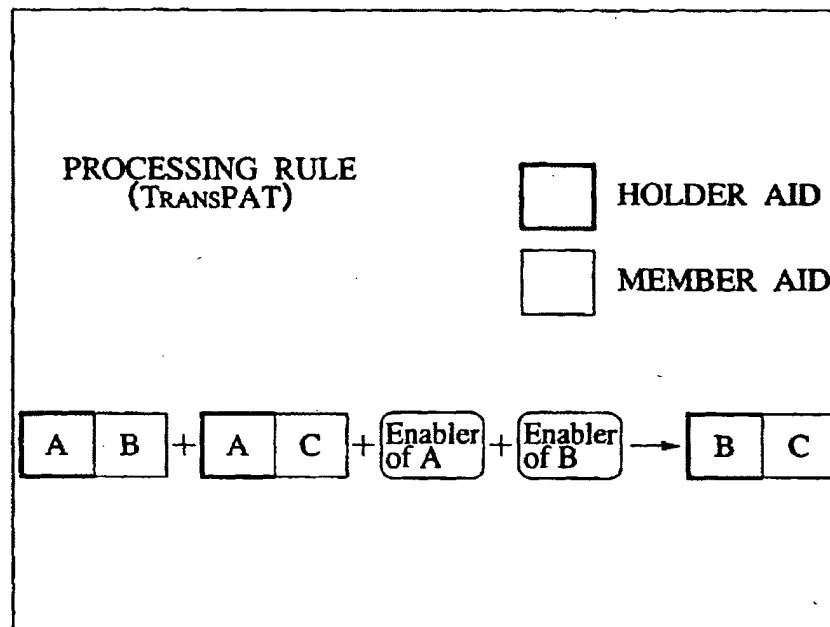 PROCESSING RULE
(TRANSPAT)
HOLDER AID
MEMBER AID
A B + A C + Enabler of A + Enabler of B → B C